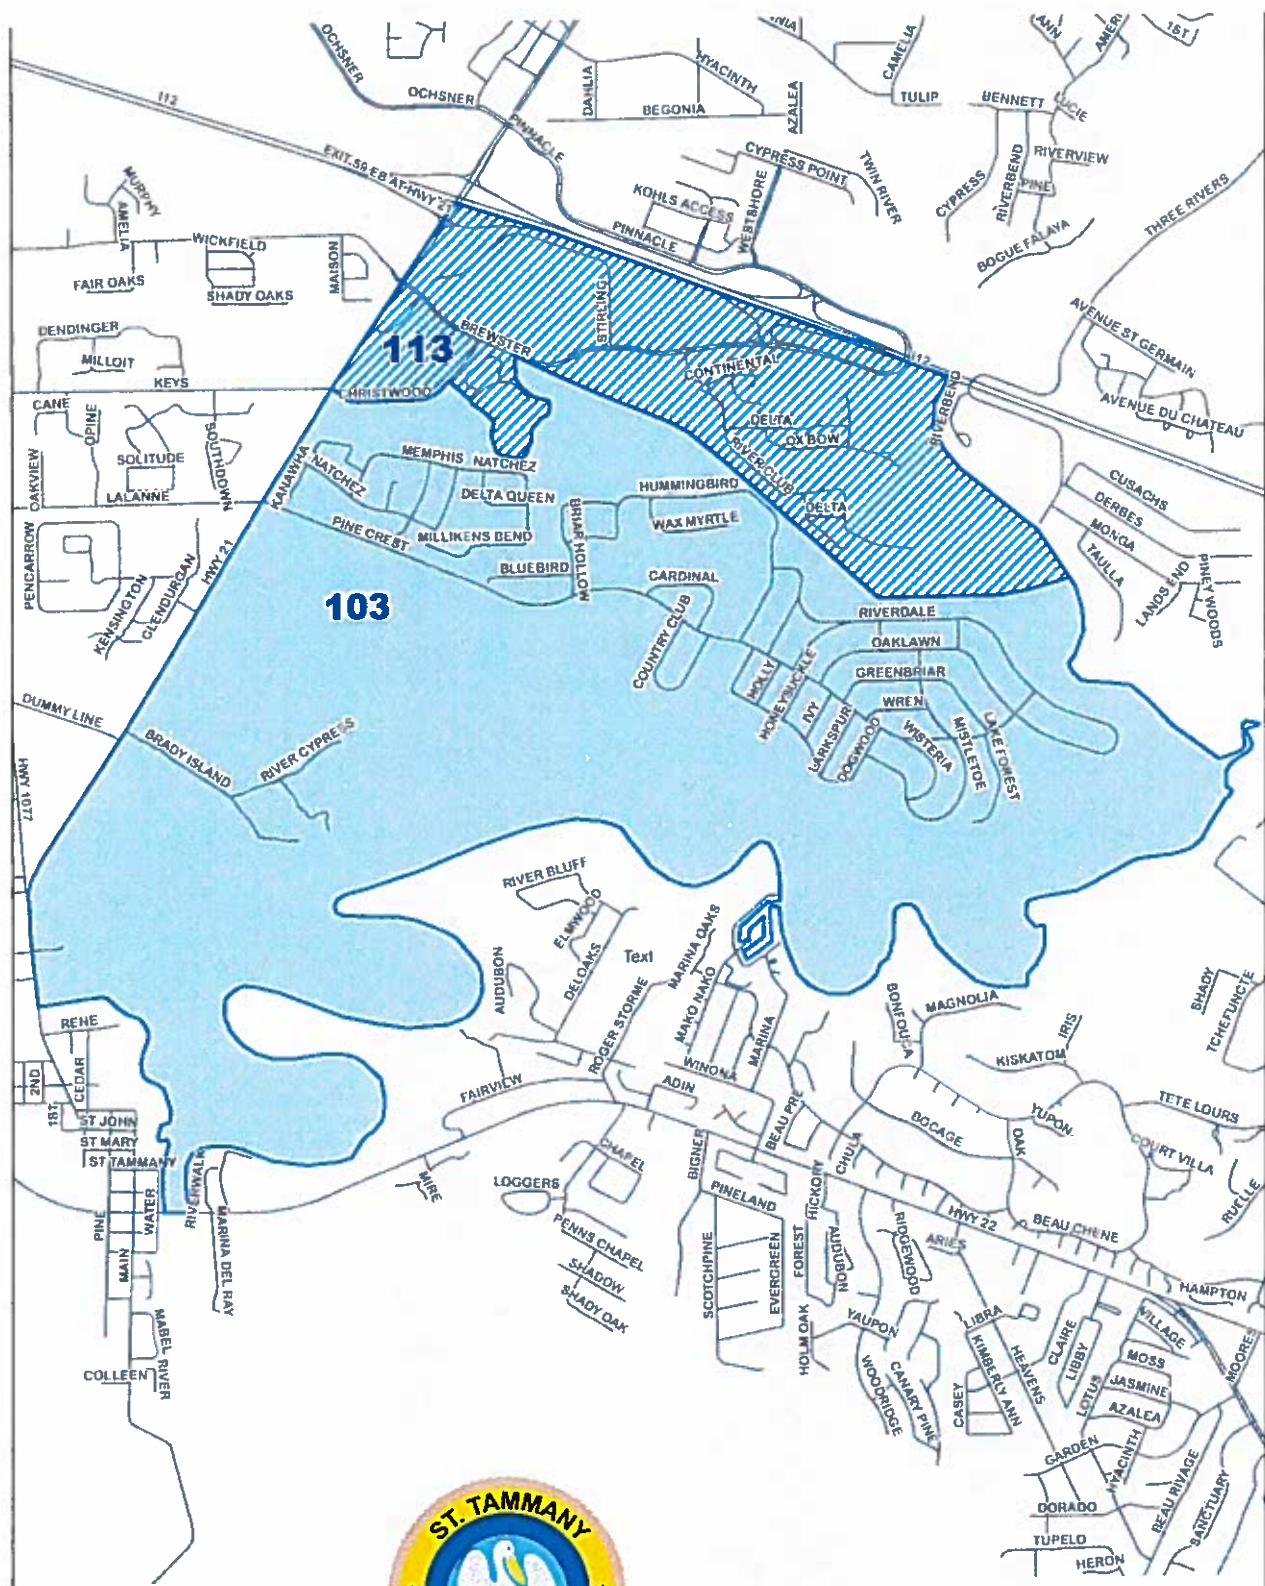 OCHSNER
CAMELIA
ANN
1ST
HYACINTH
DAHLIA
AZALEA
I12
OCHSNER
BEGONIA
TULIP
BENNETT
LUCIE
PINNACLE
EXIT 59 EB AT HWY 21
CYPRESS POINT
TWIN RIVER
RIVERVIEW
MURPHY
AMELIA
KOHLS ACCESS
WESTSHORE
CYPRESS
RIVERBEND
PINE
THREE RIVERS
WICKFIELD
MAISON
PINNACLE
BOGUE FALAYA
FAIR OAKS
SHADY OAKS
STIRLING
AVENUE ST GERMAIN
DENDINGER
BREWSTER
113
MILLOIT
CONTINENTAL
I12
KEYS
CHRISTWOOD
RIVERBEND
AVENUE DU CHATEAU
CANE
OPINE
SOUTHDOWN
DELTA
OX BOW
SOLITUDE
OAKVIEW
KANAWHA
NATCHEZ
MEMPHIS
NATCHEZ
RIVER CLUB
CUSACHS
LALANNE
DELTA QUEEN
HUMMINGBIRD
DELTA
DERBES
PINE CREST
MILLIKENS BEND
BRIAR HOLLOW
WAX MYRTLE
MONGA
PENCARROW
HWY 21
BLUEBIRD
CARDINAL
TAULLA
LANDS END
PINEY WOODS
KENSINGTON
GLENDURGAN
103
COUNTRY CLUB
RIVERDALE
OAKLAWN
HOLLY
HONEYSUCKLE
GREENBRIAR
DUMMY LINE
IVY
WREN
BRADY ISLAND
RIVER CYPRESS
LARKSPUR
DOGWOOD
WISTERIA
MISTLETOE
LAKE FOREST
HWY 1077
RIVER BLUFF
ELMWOOD
MARINA OAKS
AUDUBON
DELOAKS
Text
MAKO NAKO
BONFOUCA
MAGNOLIA
SHADY
TCHEFUNCTE
RENE
ROGER STORME
MARINA
IRIS
KISKATOM
2ND
CEDAR
WINONA
1ST
FAIRVIEW
ADIN
BEAU PRE
TETE LOURS
ST JOHN
BOCAGE
YUPON
ST MARY
CHULA
OAK
COURT VILLA
ST TAMMANY
CHAPEL
BIGNER
RIVERWALK
MIRE
LOGGERS
PINELAND
HICKORY
RUELLE
PINE
WATER
MARINA DEL RAY
HWY 22
BEAU CHENE
PENNS CHAPEL
SCOTCHPINE
EVERGREEN
FOREST
AUDUBON
RIDGEWOOD
ARIES
MAIN
SHADOW
HAMPTON
SHADY OAK
YAUPON
LIBRA
VILLAGE
MABEL RIVER
HOLM OAK
CLAIRE
MOORES
COLLEEN
WOODRIDGE
CANARY PINE
CASEY
KIMBERLY ANN
HEAVENS
LIBBY
MOSS
LOTUS
JASMINE
AZALEA
GARDEN
HYACINTH
BEAU RIVAGE
SANCTUARY
DORADO
ST. TAMMANY
TUPELO
HERON